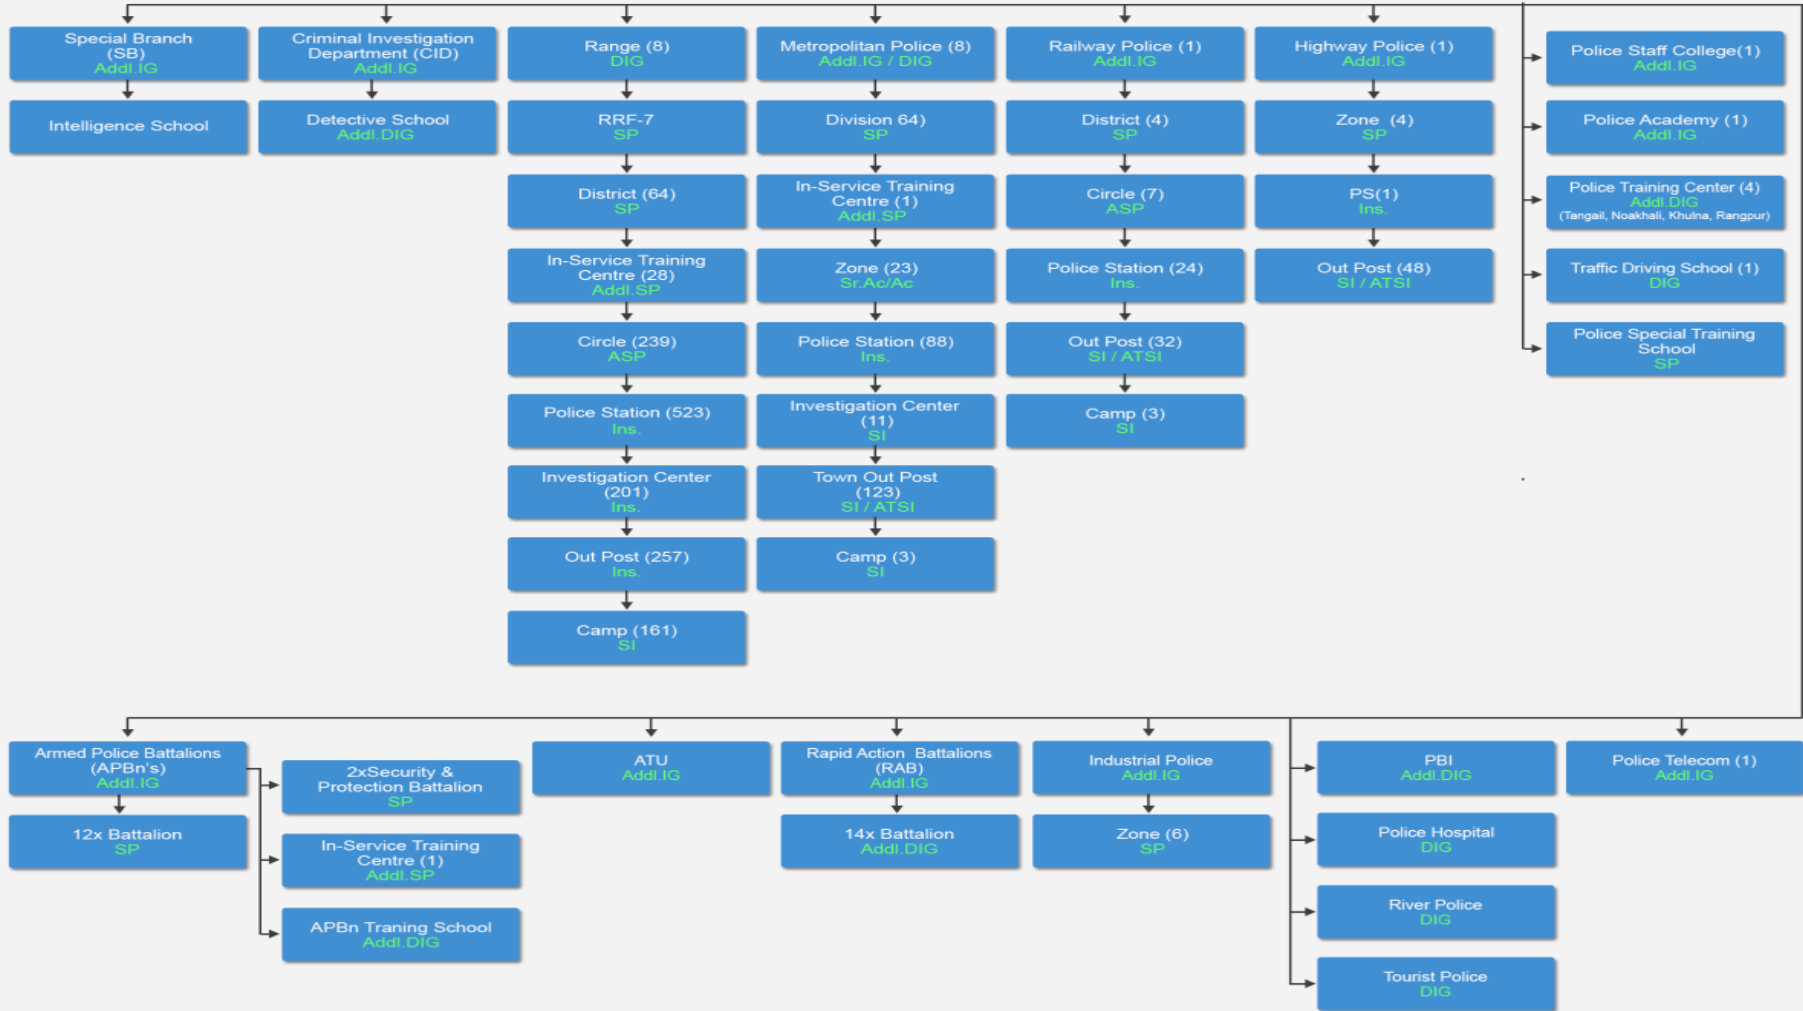 Special Branch
(SB)
Addl.IG
Intelligence School
Criminal Investigation
Department (CID)
Addl.IG
Detective School
Addl.DIG
Range (8)
DIG
RRF-7
SP
District (64)
SP
In-Service Training
Centre (28)
Addl.SP
Circle (239)
ASP
Police Station (523)
Ins.
Investigation Center
(201)
Ins.
Out Post (257)
Ins.
Camp (161)
SI
Metropolitan Police (8)
Addl.IG / DIG
Division 64)
SP
In-Service Training
Centre (1)
Addl.SP
Zone (23)
Sr.Ac/Ac
Police Station (88)
Ins.
Investigation Center
(11)
SI
Town Out Post
(123)
SI / ATSI
Camp (3)
SI
Railway Police (1)
Addl.IG
District (4)
SP
Circle (7)
ASP
Police Station (24)
Ins.
Out Post (32)
SI / ATSI
Camp (3)
SI
Highway Police (1)
Addl.IG
Zone (4)
SP
PS(1)
Ins.
Out Post (48)
SI / ATSI
Police Staff College(1)
Addl.IG
Police Academy (1)
Addl.IG
Police Training Center (4)
Addl.DIG
(Tangail, Noakhali, Khulna, Rangpur)
Traffic Driving School (1)
DIG
Police Special Training
School
SP
Armed Police Battalions
(APBn's)
Addl.IG
12x Battalion
SP
2xSecurity &
Protection Battalion
SP
In-Service Training
Centre (1)
Addl.SP
APBn Traning School
Addl.DIG
ATU
Addl.IG
Rapid Action Battalions
(RAB)
Addl.IG
14x Battalion
Addl.DIG
Industrial Police
Addl.IG
Zone (6)
SP
PBI
Addl.DIG
Police Hospital
DIG
River Police
DIG
Tourist Police
DIG
Police Telecom (1)
Addl.IG